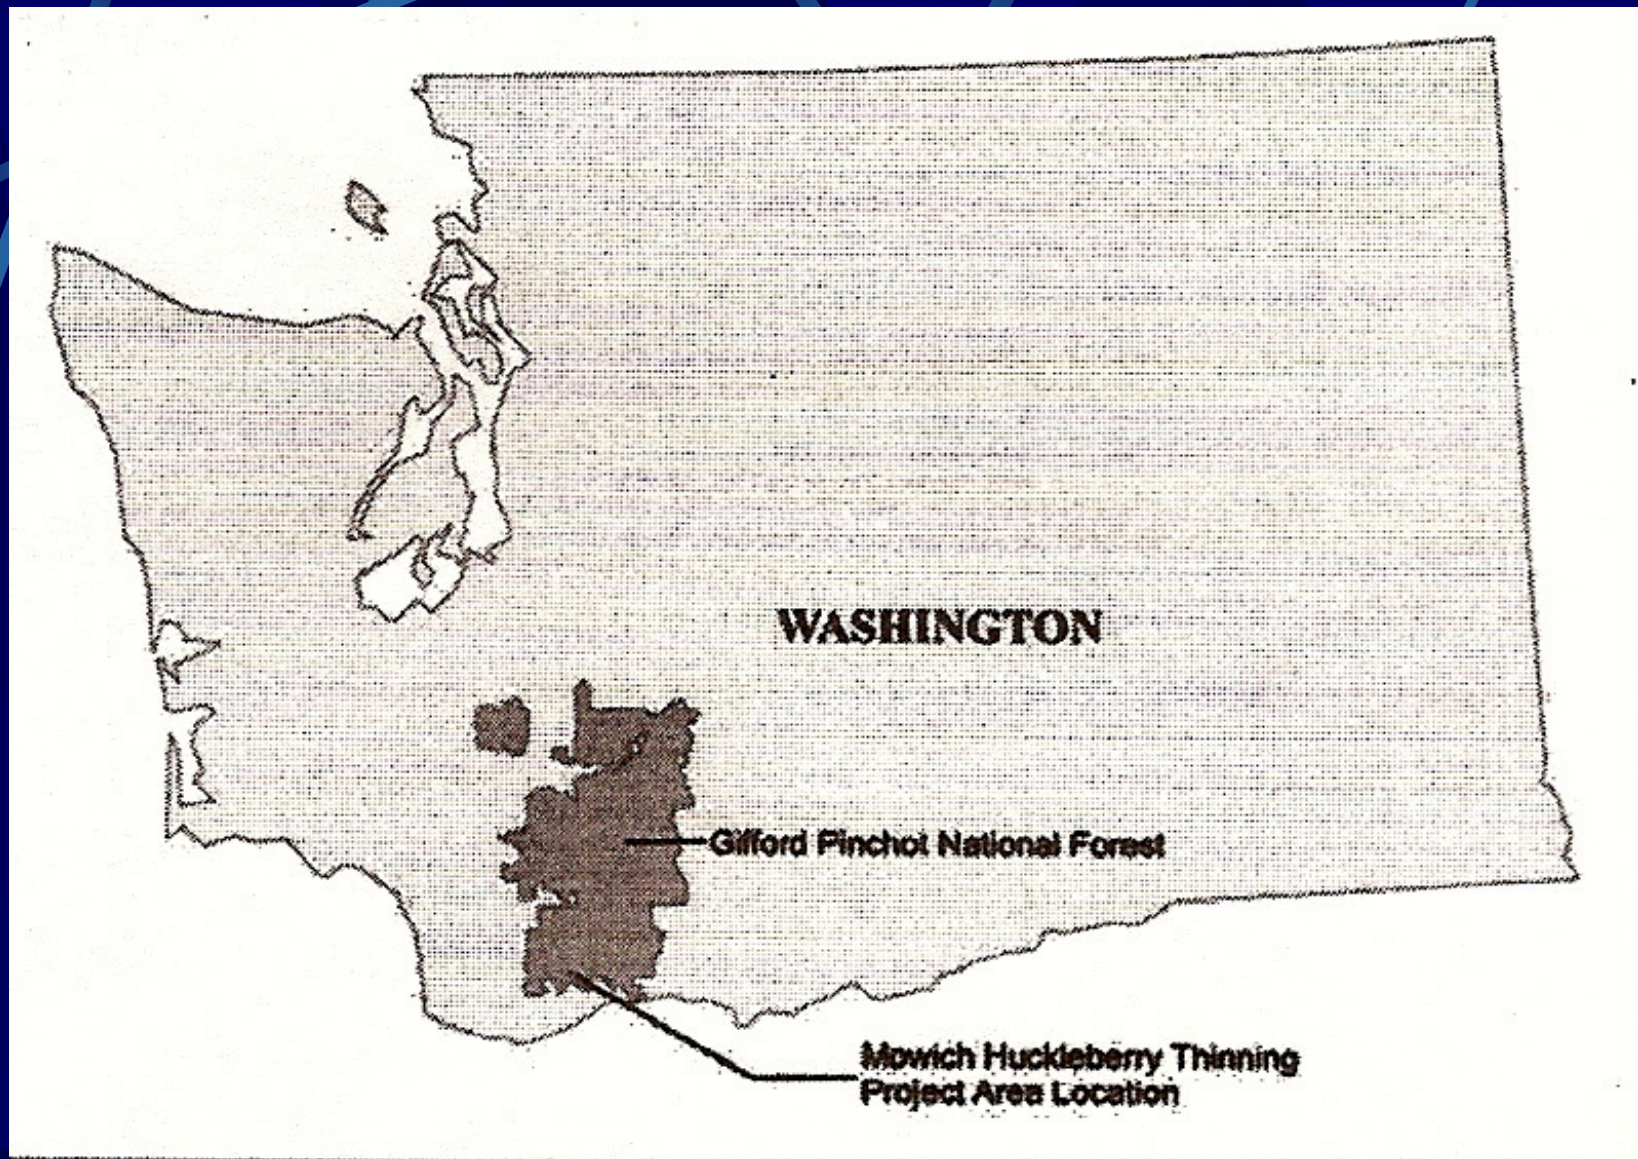 WASHINGTON
Gifford Pinchot National Forest
Mowich Huckleberry Thinning
Project Area Location